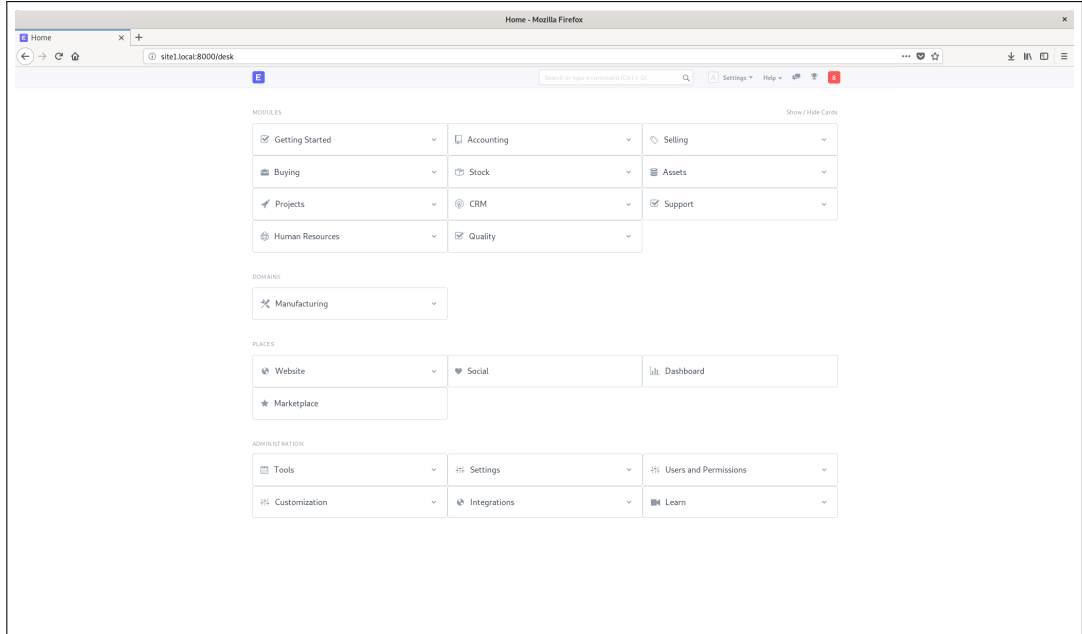 Home - Mozilla Firefox
Home
site1.local:8000/desk
E
Search or type a command (Ctrl + G)
A Settings Help 8
MODULES Show / Hide Cards
Getting Started Accounting Selling
Buying Stock Assets
Projects CRM Support
Human Resources Quality
DOMAINS
Manufacturing
PLACES
Website Social Dashboard
Marketplace
ADMINISTRATION
Tools Settings Users and Permissions
Customization Integrations Learn